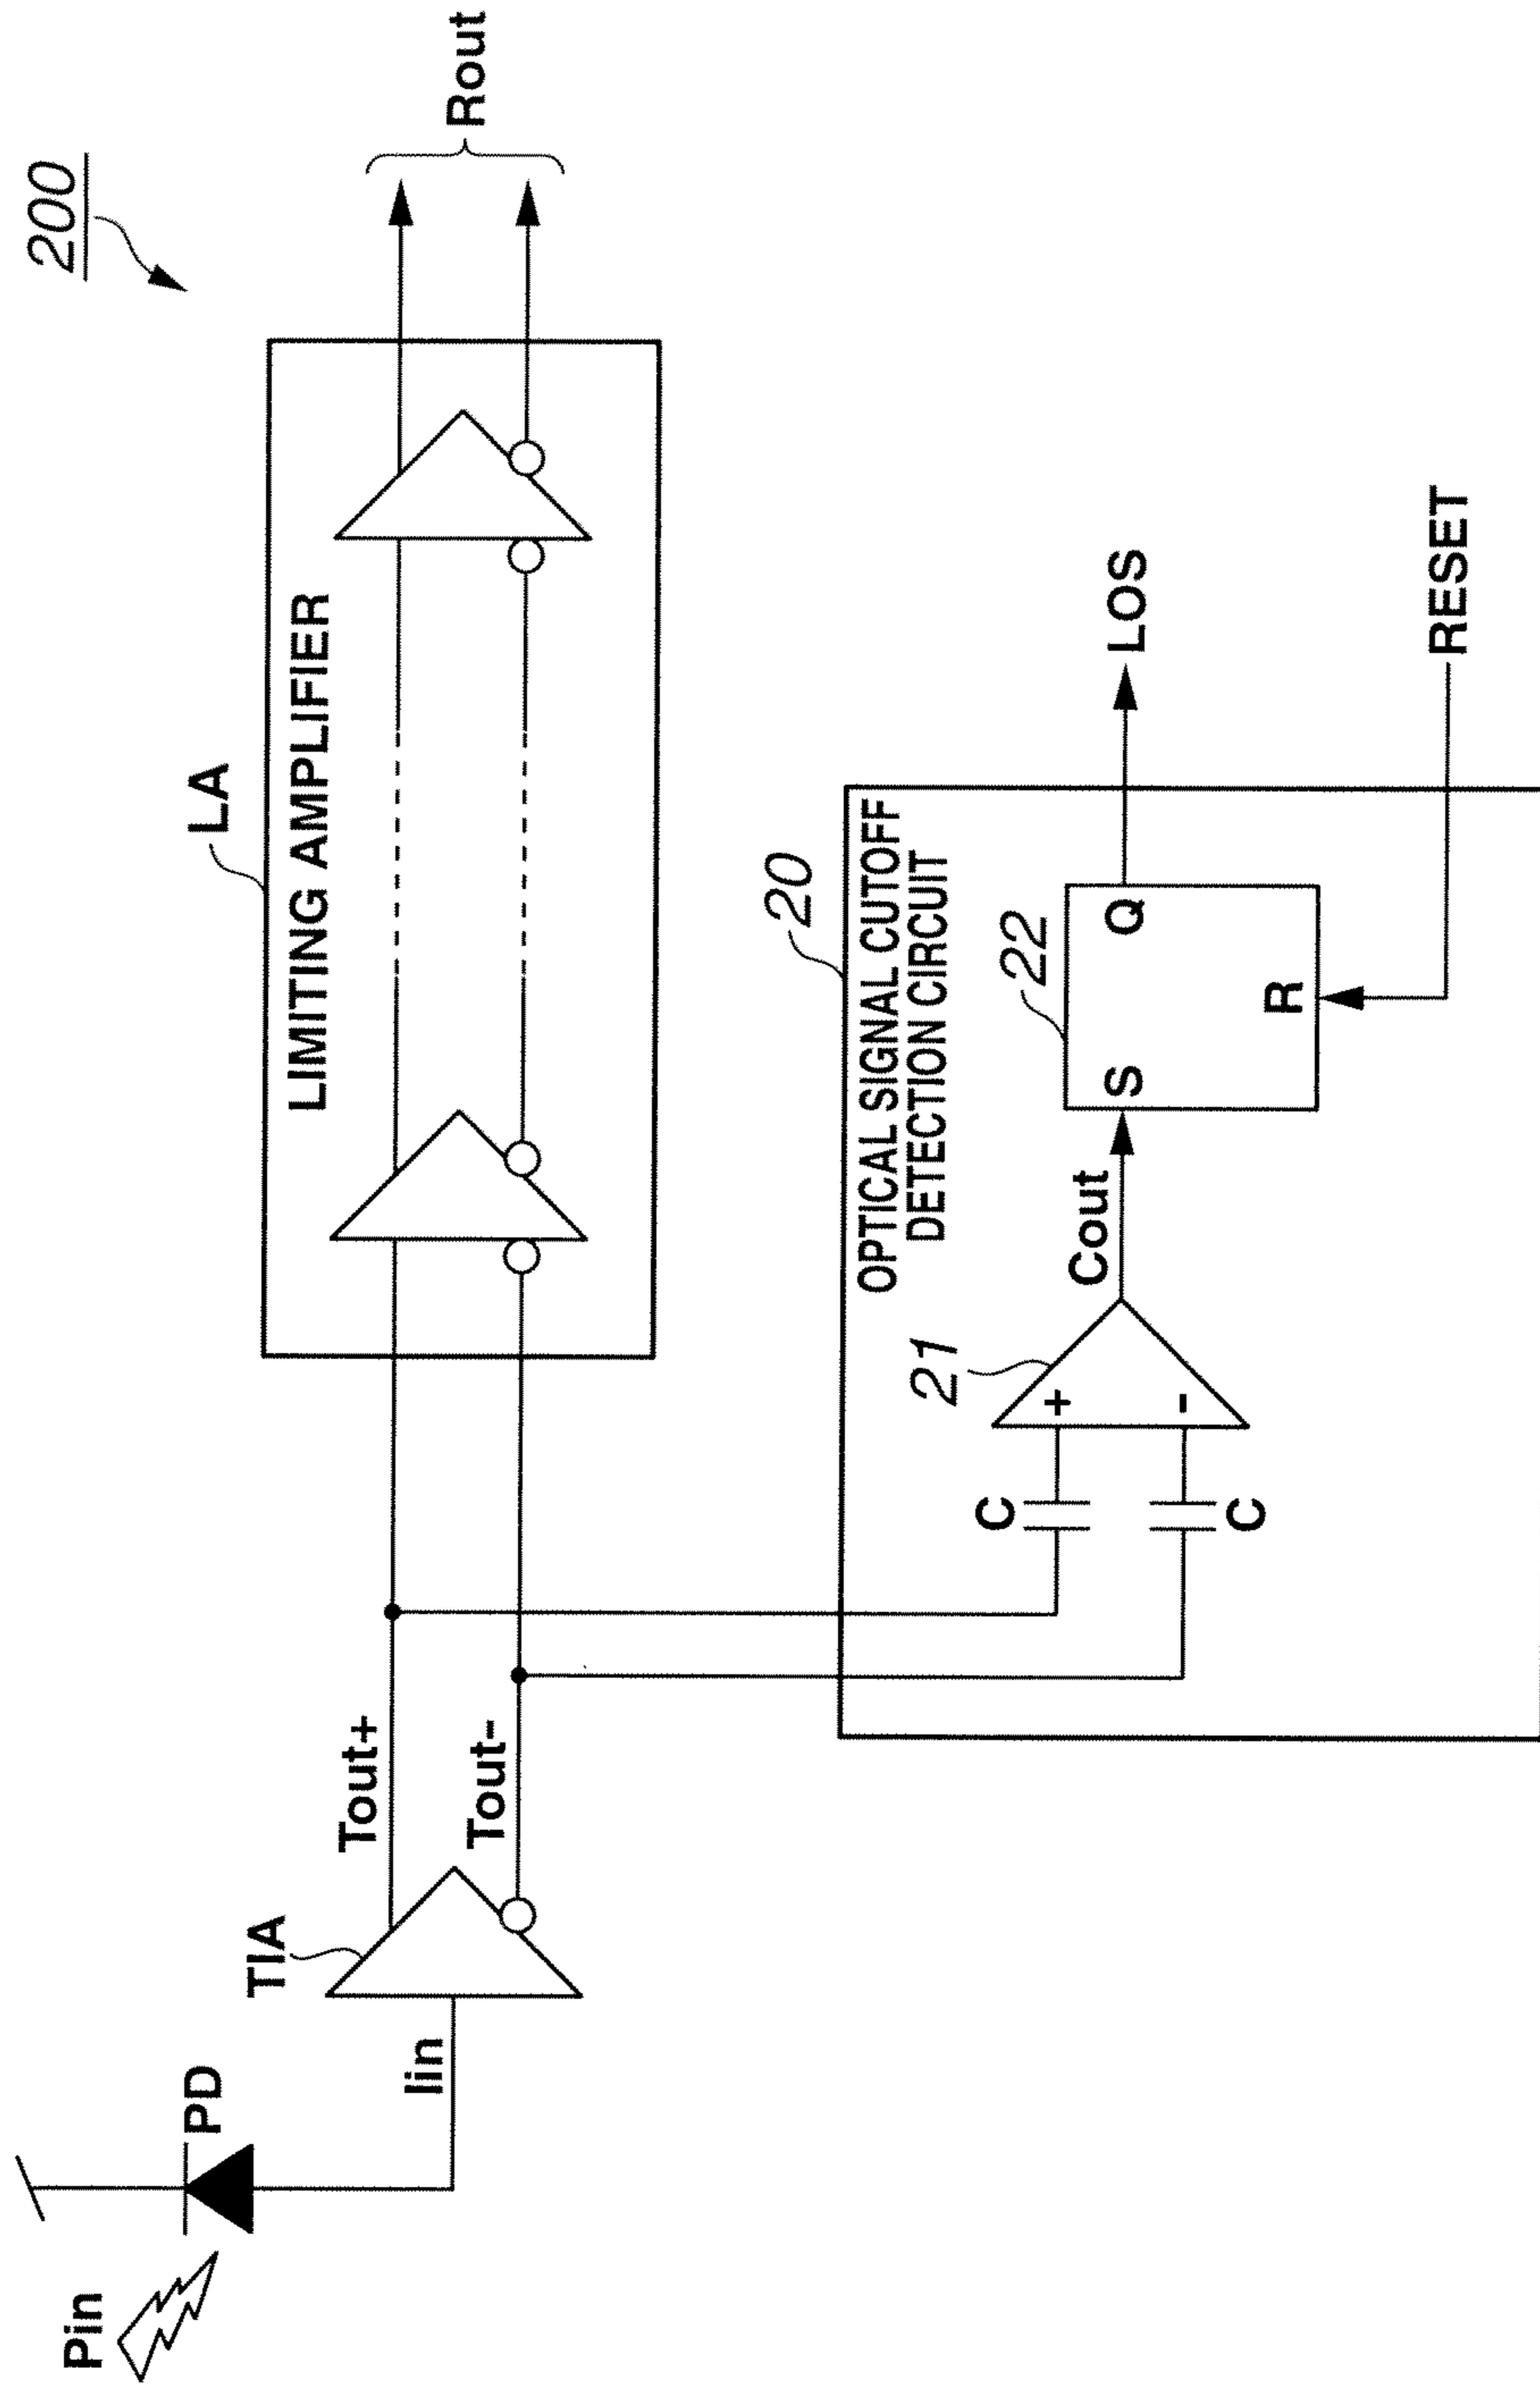 200
Pin
PD
Iin
TIA
Tout+
Tout-
LA
LIMITING AMPLIFIER
Rout
20
OPTICAL SIGNAL CUTOFF
DETECTION CIRCUIT
C
C
21
+
-
Cout
22
S
Q
R
LOS
RESET